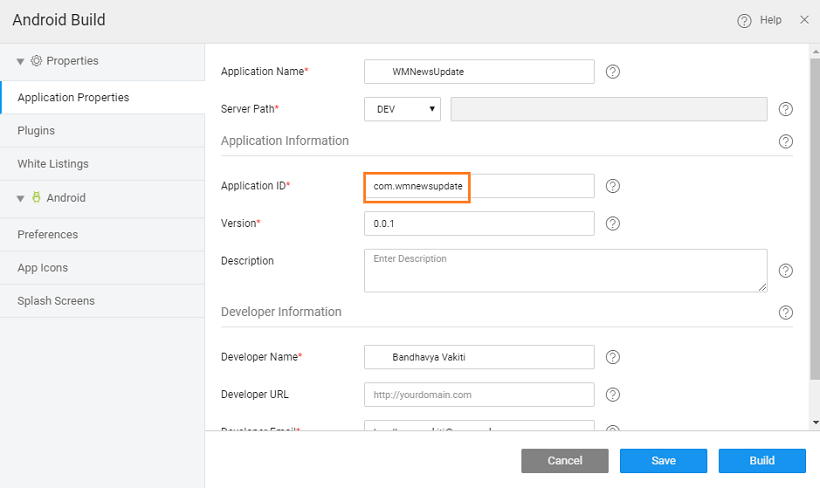 Android Build
Help
Properties
Application Properties
Plugins
White Listings
Android
Preferences
App Icons
Splash Screens
Application Name* WMNewsUpdate
Server Path* DEV
Application Information
Application ID* com.wmnewsupdate
Version* 0.0.1
Description Enter Description
Developer Information
Developer Name* Bandhavya Vakiti
Developer URL http://yourdomain.com
Developer Email*
Cancel Save Build